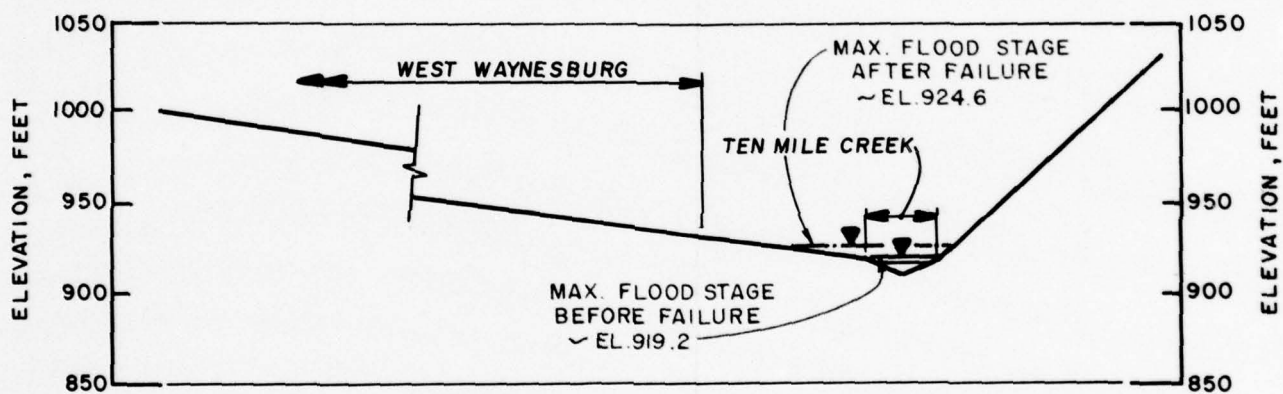 1050
1000
950
900
850
ELEVATION, FEET
WEST WAYNESBURG
MAX. FLOOD STAGE
AFTER FAILURE
~EL.924.6
TEN MILE CREEK
MAX. FLOOD STAGE
BEFORE FAILURE
~EL.919.2
1050
1000
950
900
850
ELEVATION, FEET